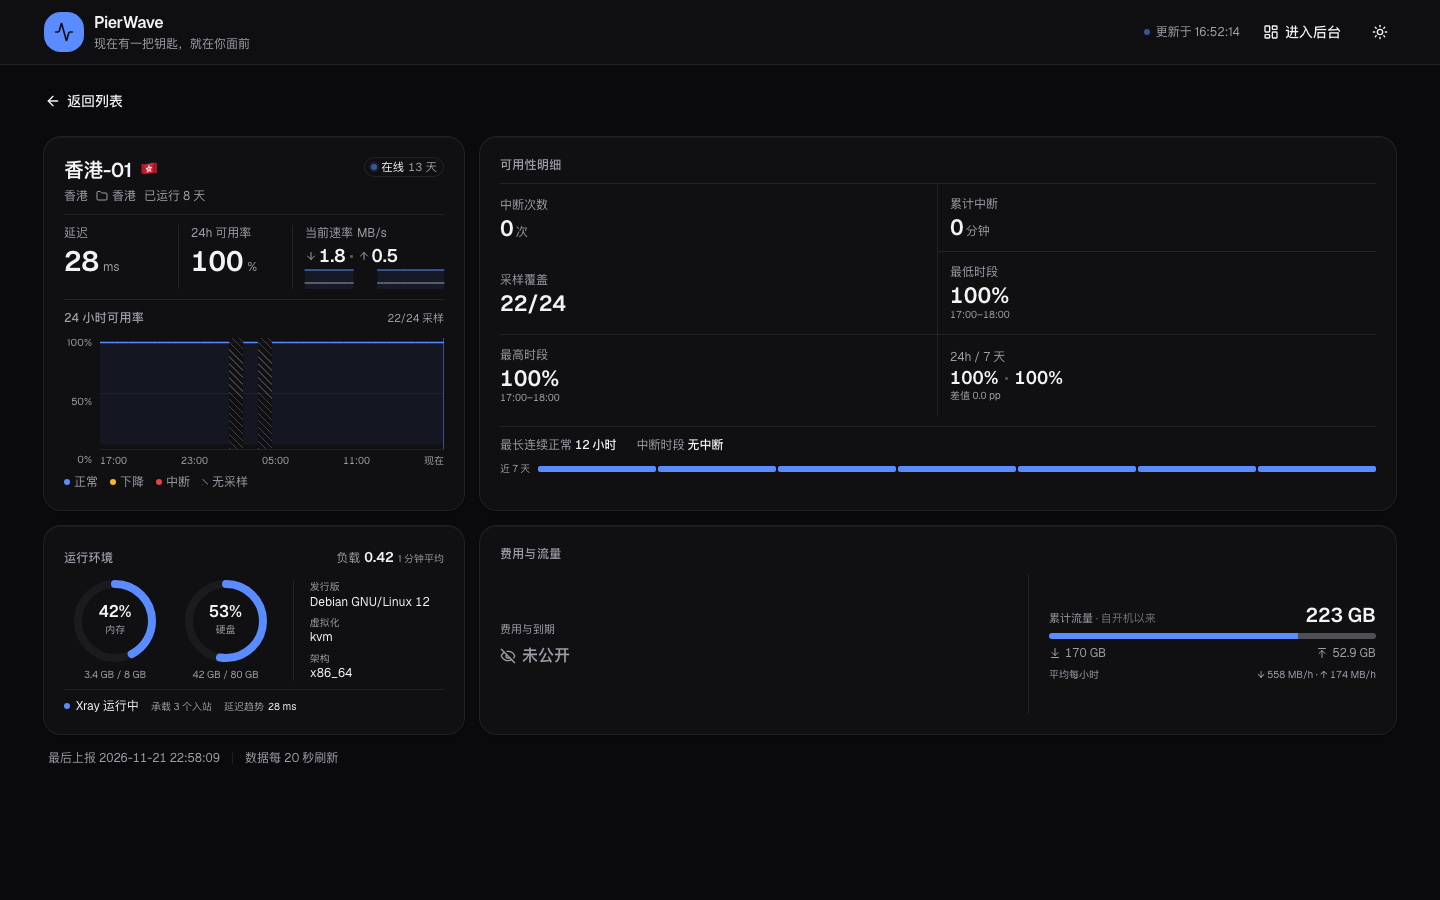 PierWave
现在有一把钥匙，就在你面前
更新于 16:52:14
进入后台
返回列表
香港-01
在线 13 天
香港 香港 已运行 8 天
延迟
28 ms
24h 可用率
100 %
当前速率 MB/s
↓ 1.8 · ↑ 0.5
24 小时可用率
22/24 采样
100%
50%
0%
17:00 23:00 05:00 11:00 现在
正常 下降 中断 无采样
可用性明细
中断次数
0 次
累计中断
0 分钟
采样覆盖
22/24
最低时段
100%
17:00–18:00
最高时段
100%
17:00–18:00
24h / 7 天
100% · 100%
差值 0.0 pp
最长连续正常 12 小时 中断时段 无中断
近 7 天
运行环境
负载 0.42 1 分钟平均
42%
内存
3.4 GB / 8 GB
53%
硬盘
42 GB / 80 GB
发行版
Debian GNU/Linux 12
虚拟化
kvm
架构
x86_64
Xray 运行中 承载 3 个入站 延迟趋势 28 ms
费用与流量
费用与到期
未公开
累计流量 · 自开机以来
223 GB
↓ 170 GB
↑ 52.9 GB
平均每小时
↓ 558 MB/h · ↑ 174 MB/h
最后上报 2026-11-21 22:58:09
数据每 20 秒刷新